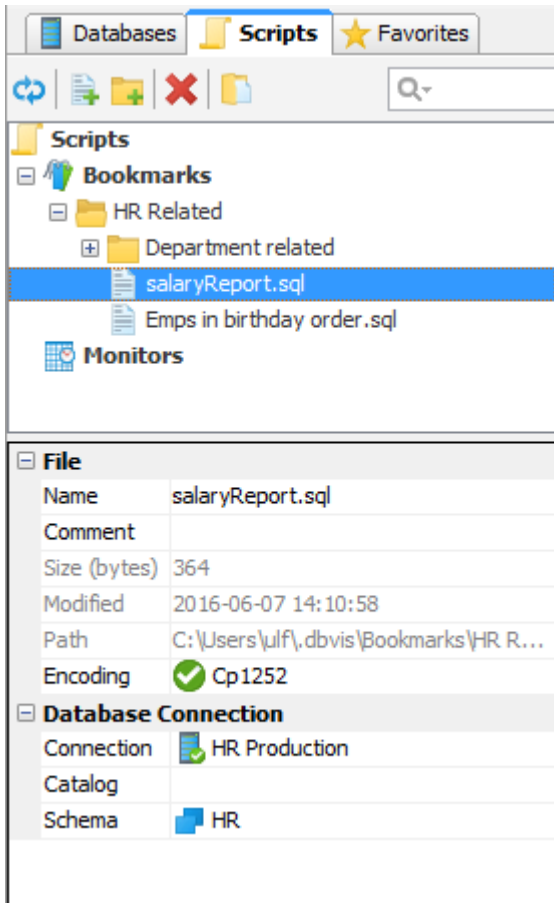 Databases Scripts Favorites
Scripts
Bookmarks
HR Related
Department related
salaryReport.sql
Emps in birthday order.sql
Monitors
File
Name salaryReport.sql
Comment
Size (bytes) 364
Modified 2016-06-07 14:10:58
Path C:\Users\ulf\.dbvis\Bookmarks\HR R...
Encoding Cp1252
Database Connection
Connection HR Production
Catalog
Schema HR